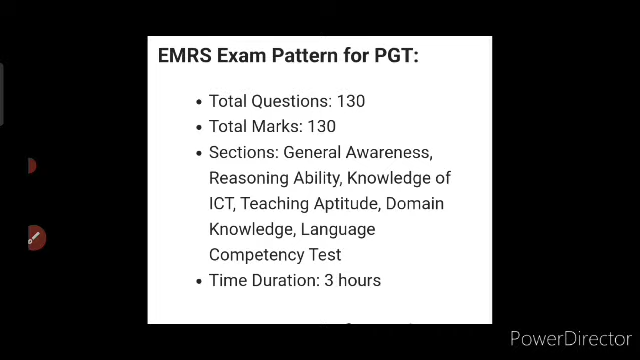 EMRS Exam Pattern for PGT:
• Total Questions: 130
• Total Marks: 130
• Sections: General Awareness,
Reasoning Ability, Knowledge of
ICT, Teaching Aptitude, Domain
Knowledge, Language
Competency Test
• Time Duration: 3 hours
PowerDirector